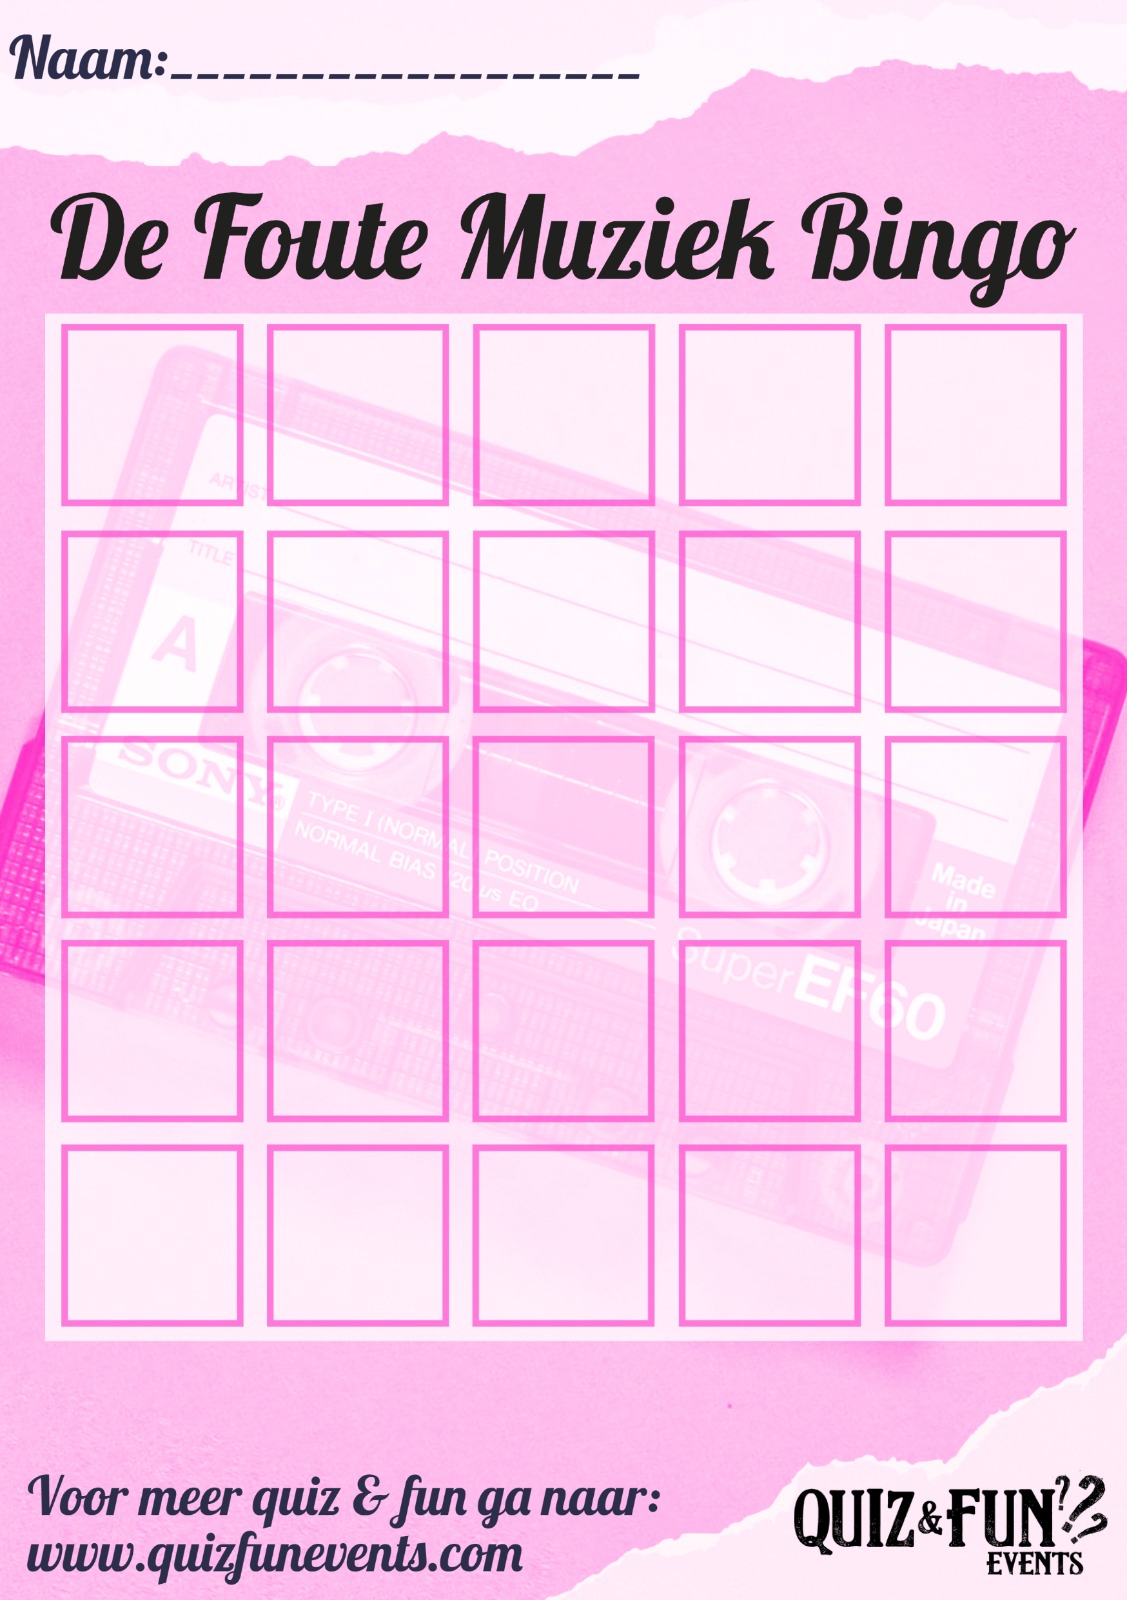 Naam:__________________
De Foute Muziek Bingo
ARTIST
TITLE
A
SONY®
TYPE I (NORMAL POSITION
NORMAL BIAS 120 µs EQ
Made
in
Japan
Super EF60
Voor meer quiz & fun ga naar:
www.quizfunevents.com
QUIZ&FUN??
EVENTS